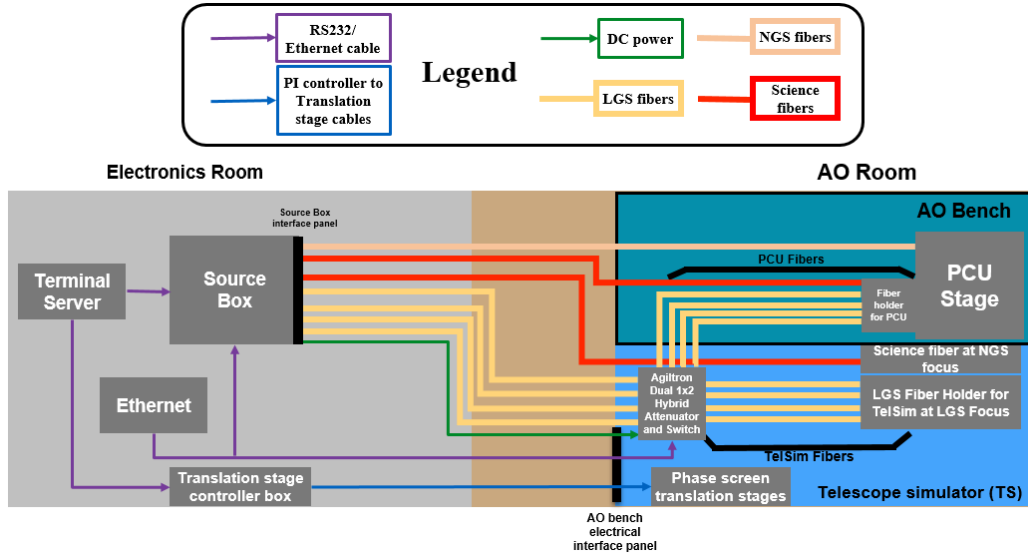 RS232/
Ethernet cable
PI controller to
Translation
stage cables
Legend
DC power
NGS fibers
LGS fibers
Science
fibers
Electronics Room
AO Room
Source Box
interface panel
AO Bench
Terminal
Server
Source
Box
PCU Fibers
PCU
Stage
Fiber
holder
for PCU
Science fiber at NGS
focus
Ethernet
Agiltron
Dual 1x2
Hybrid
Attenuator
and Switch
LGS Fiber Holder for
TelSim at LGS Focus
TelSim Fibers
Translation stage
controller box
Phase screen
translation stages
Telescope simulator (TS)
AO bench
electrical
interface panel